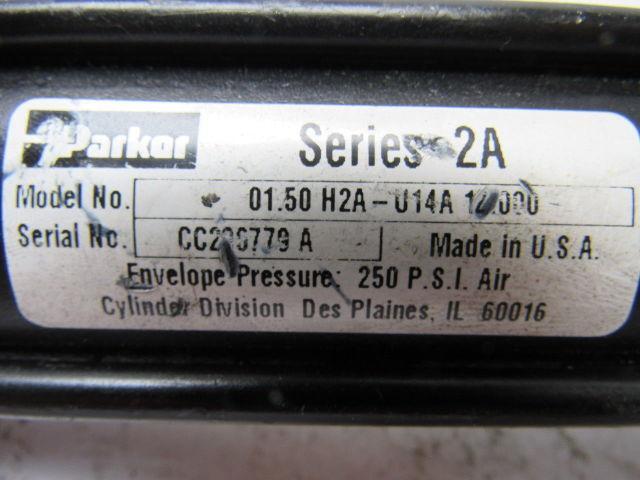 Parker Series 2A
Model No. 01.50 H2A-U14A
Serial No. A Made in U.S.A.
Envelope Pressure: 250 P.S.I. Air
Cylinder Division Des Plaines, IL 60016